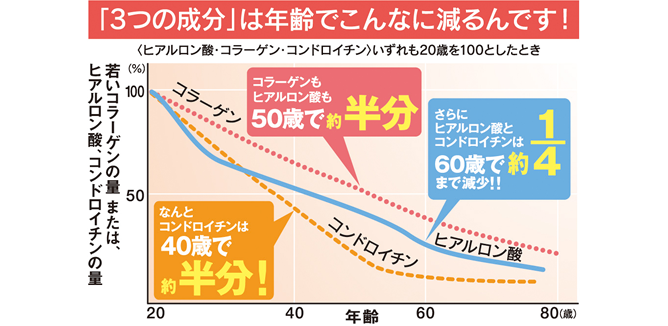 「3つの成分」は年齢でこんなに減るんです！
〈ヒアルロン酸・コラーゲン・コンドロイチン〉いずれも20歳を100としたとき
若いコラーゲンの量 または、
ヒアルロン酸、コンドロイチンの量
(%)
100
50
コラーゲン
コラーゲンも
ヒアルロン酸も
50歳で約半分
さらに
ヒアルロン酸と
コンドロイチンは
60歳で約1/4
まで減少!!
なんと
コンドロイチンは
40歳で
約半分！
コンドロイチン
ヒアルロン酸
20 40 60 80(歳)
年齢